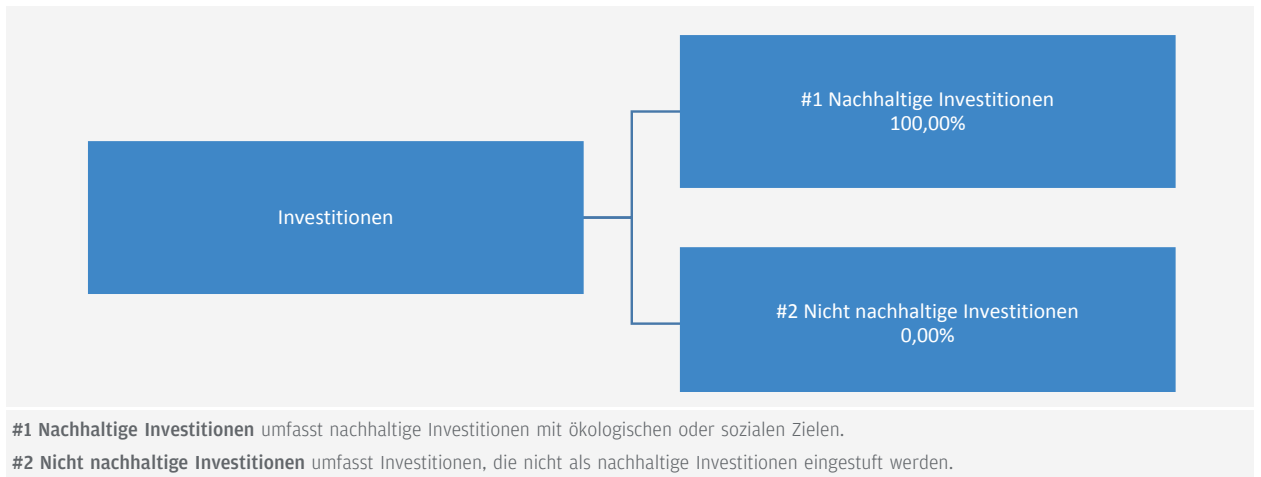 Investitionen
#1 Nachhaltige Investitionen
100,00%
#2 Nicht nachhaltige Investitionen
0,00%
#1 Nachhaltige Investitionen umfasst nachhaltige Investitionen mit ökologischen oder sozialen Zielen.
#2 Nicht nachhaltige Investitionen umfasst Investitionen, die nicht als nachhaltige Investitionen eingestuft werden.